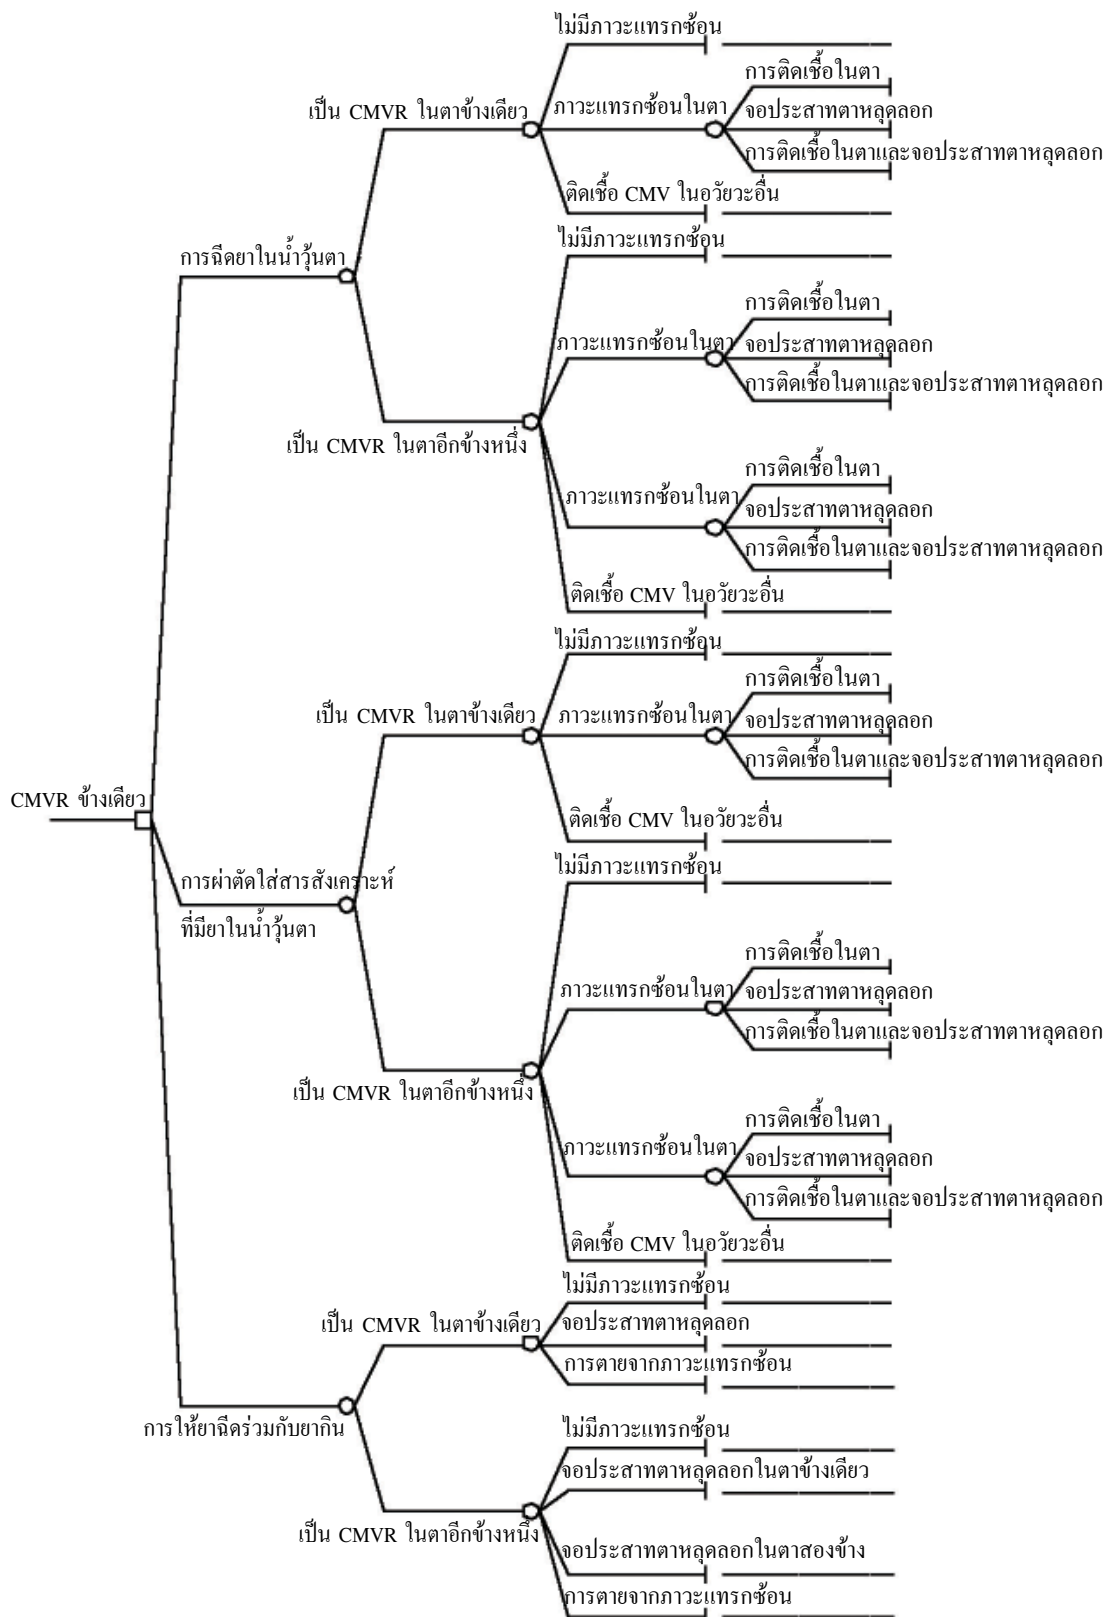 ไม่มีภาวะแทรกซ้อน
การติดเชื้อในตา
เป็น CMVR ในตาข้างเดียว
ภาวะแทรกซ้อนในตา
จอประสาทตาหลุดลอก
การติดเชื้อในตาและจอประสาทตาหลุดลอก
ติดเชื้อ CMV ในอวัยวะอื่น
ไม่มีภาวะแทรกซ้อน
การฉีดยาในน้ำวุ้นตา
การติดเชื้อในตา
ภาวะแทรกซ้อนในตา
จอประสาทตาหลุดลอก
การติดเชื้อในตาและจอประสาทตาหลุดลอก
เป็น CMVR ในตาอีกข้างหนึ่ง
การติดเชื้อในตา
ภาวะแทรกซ้อนในตา
จอประสาทตาหลุดลอก
การติดเชื้อในตาและจอประสาทตาหลุดลอก
ติดเชื้อ CMV ในอวัยวะอื่น
ไม่มีภาวะแทรกซ้อน
การติดเชื้อในตา
เป็น CMVR ในตาข้างเดียว
ภาวะแทรกซ้อนในตา
จอประสาทตาหลุดลอก
การติดเชื้อในตาและจอประสาทตาหลุดลอก
CMVR ข้างเดียว
ติดเชื้อ CMV ในอวัยวะอื่น
ไม่มีภาวะแทรกซ้อน
การผ่าตัดใส่สารสังเคราะห์
ที่มียาในน้ำวุ้นตา
การติดเชื้อในตา
ภาวะแทรกซ้อนในตา
จอประสาทตาหลุดลอก
การติดเชื้อในตาและจอประสาทตาหลุดลอก
เป็น CMVR ในตาอีกข้างหนึ่ง
การติดเชื้อในตา
ภาวะแทรกซ้อนในตา
จอประสาทตาหลุดลอก
การติดเชื้อในตาและจอประสาทตาหลุดลอก
ติดเชื้อ CMV ในอวัยวะอื่น
ไม่มีภาวะแทรกซ้อน
เป็น CMVR ในตาข้างเดียว
จอประสาทตาหลุดลอก
การตายจากภาวะแทรกซ้อน
การให้ยาฉีดร่วมกับยากิน
ไม่มีภาวะแทรกซ้อน
จอประสาทตาหลุดลอกในตาข้างเดียว
เป็น CMVR ในตาอีกข้างหนึ่ง
จอประสาทตาหลุดลอกในตาสองข้าง
การตายจากภาวะแทรกซ้อน